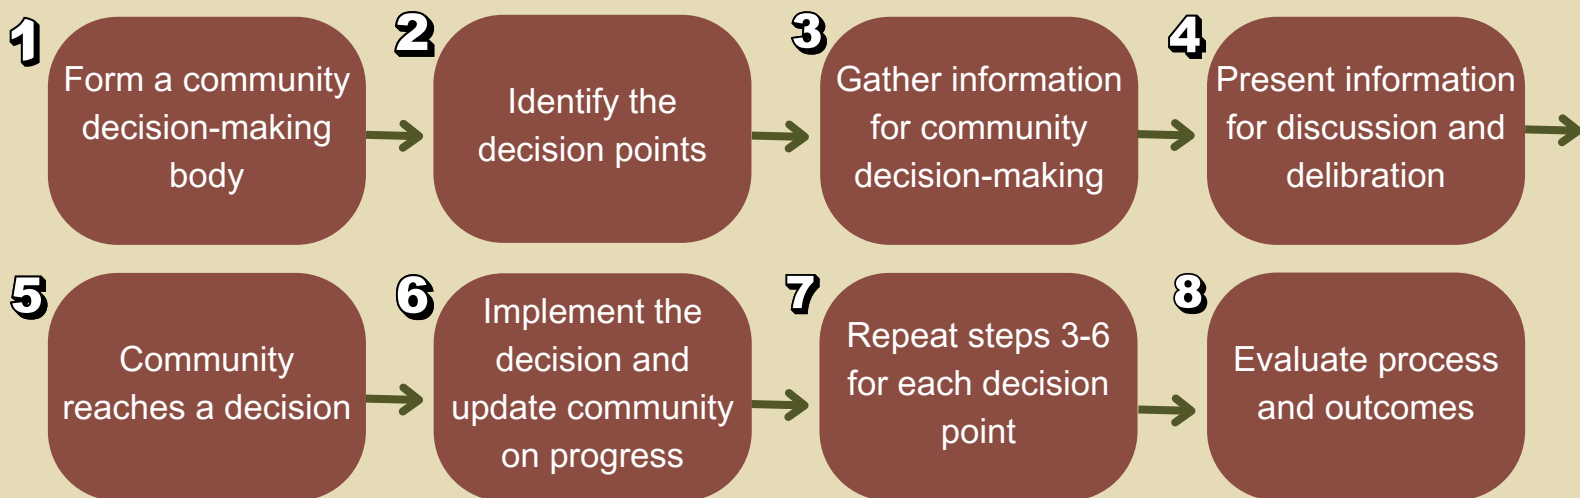 1
Form a community
decision-making
body
2
Identify the
decision points
3
Gather information
for community
decision-making
4
Present information
for discussion and
delibration
5
Community
reaches a decision
6
Implement the
decision and
update community
on progress
7
Repeat steps 3-6
for each decision
point
8
Evaluate process
and outcomes